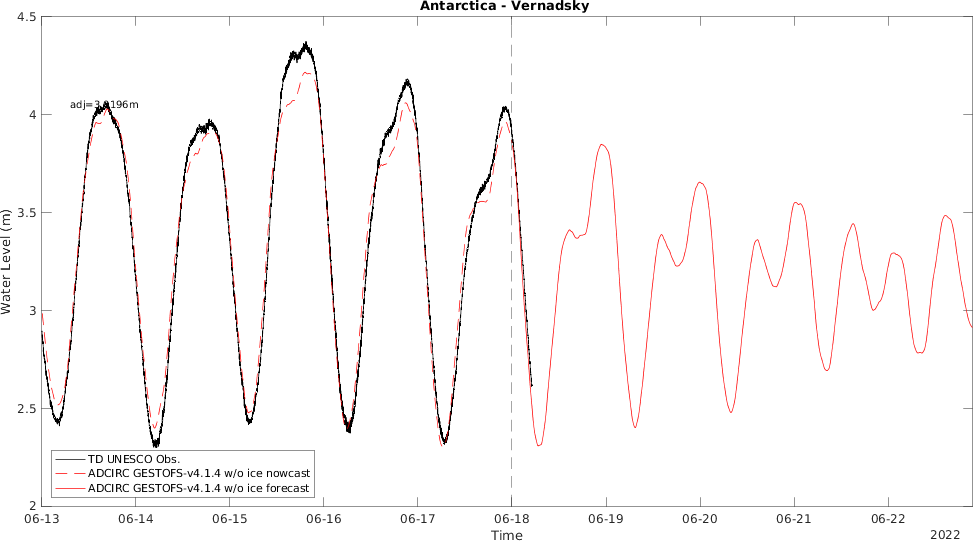 Antarctica - Vernadsky
4.5
4
3.5
3
2.5
2
Water Level (m)
TD UNESCO Obs.
ADCIRC GESTOFS-v4.1.4 w/o ice nowcast
ADCIRC GESTOFS-v4.1.4 w/o ice forecast
06-13
06-14
06-15
06-16
06-17
06-18
06-19
06-20
06-21
06-22
Time
2022